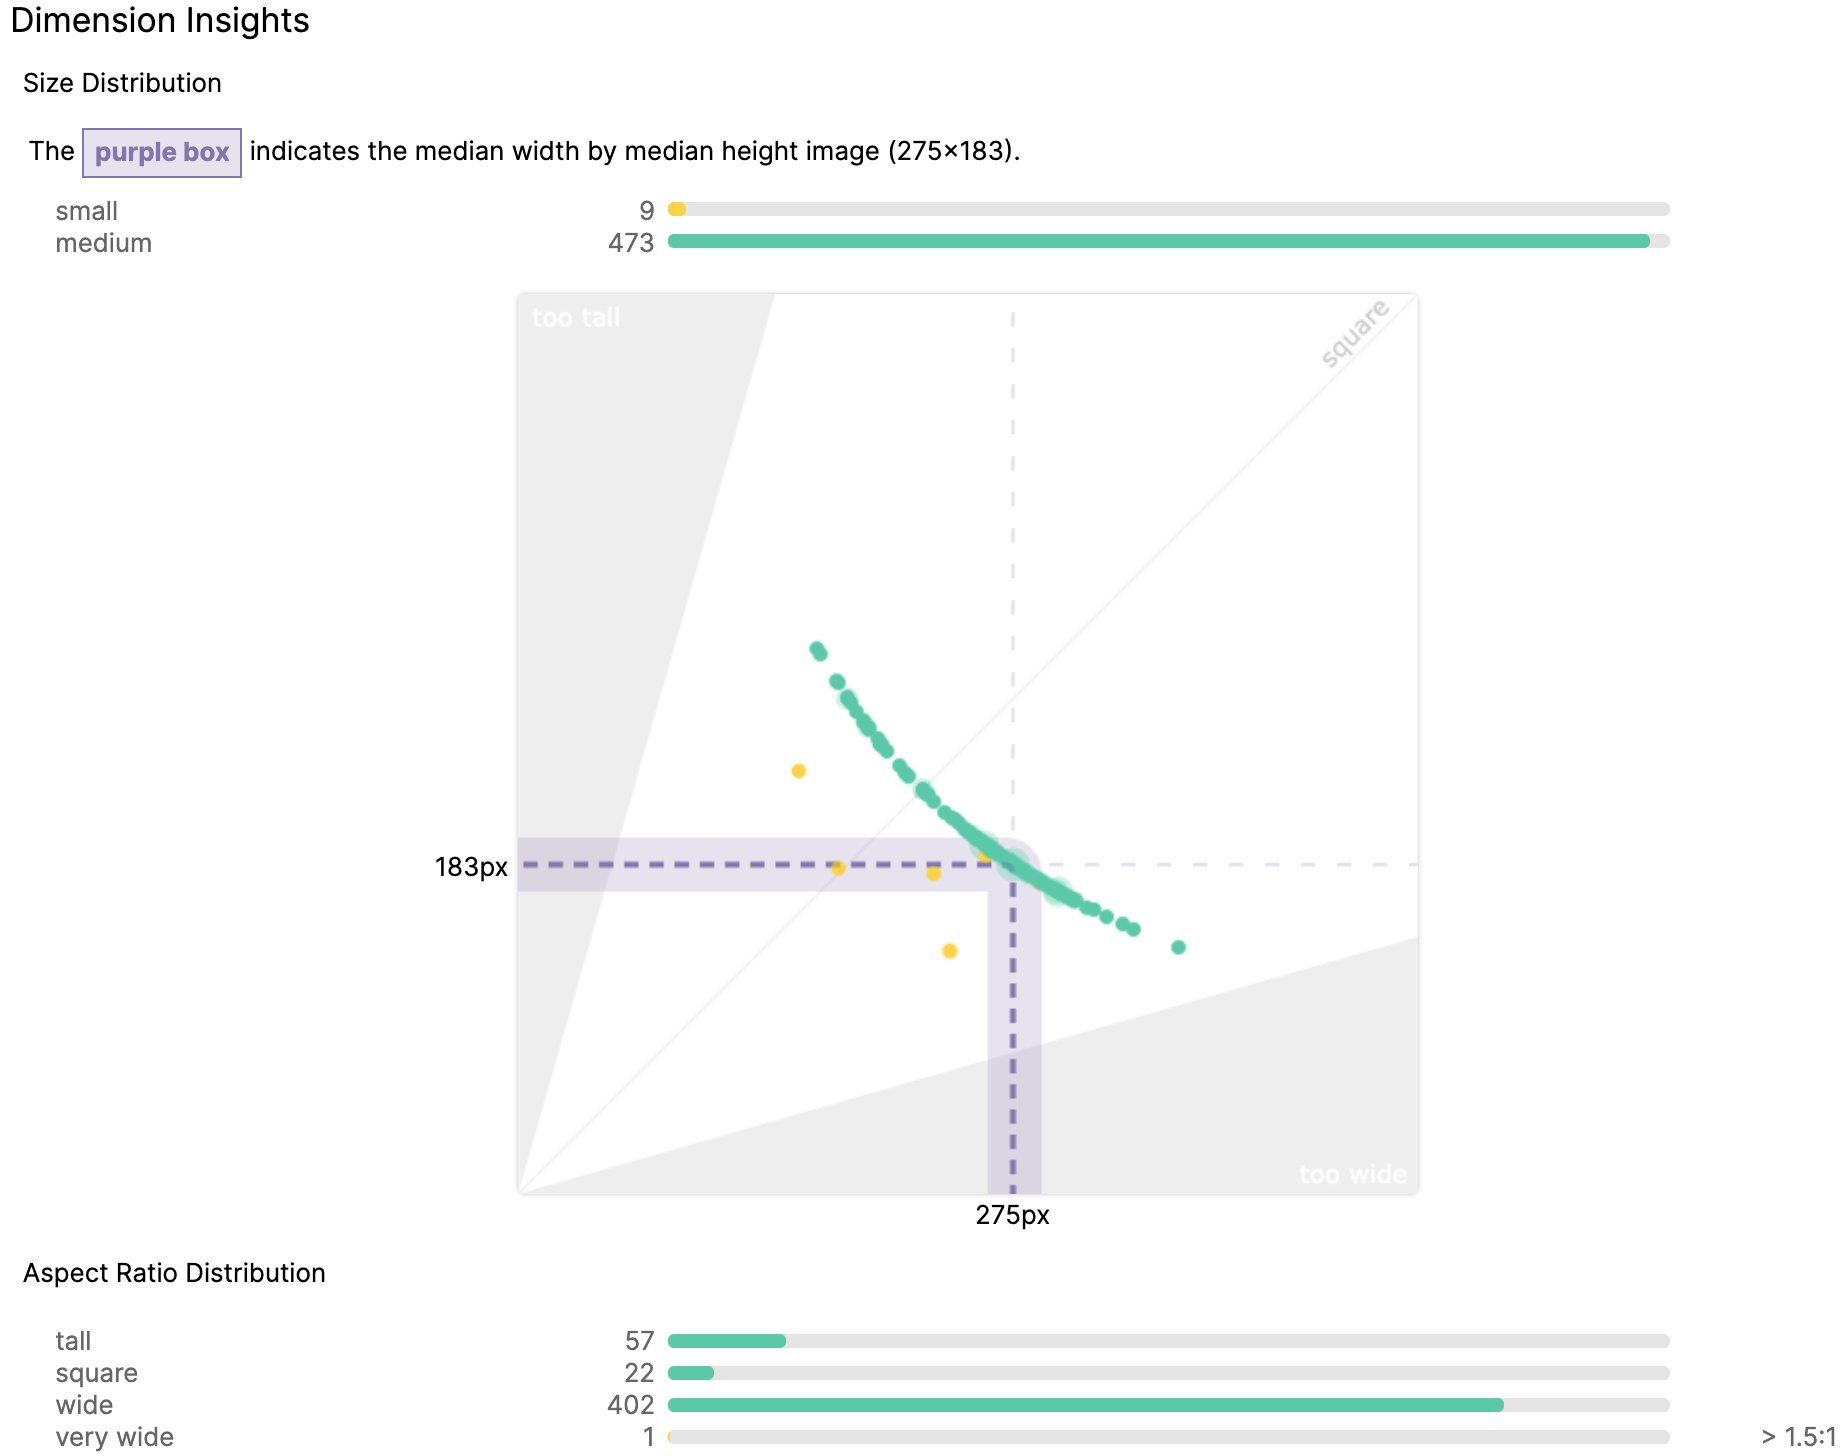 Dimension Insights
Size Distribution
The purple box indicates the median width by median height image (275×183).
small 9
medium 473
too tall
square
183px
too wide
275px
Aspect Ratio Distribution
tall 57
square 22
wide 402
very wide 1 > 1.5:1